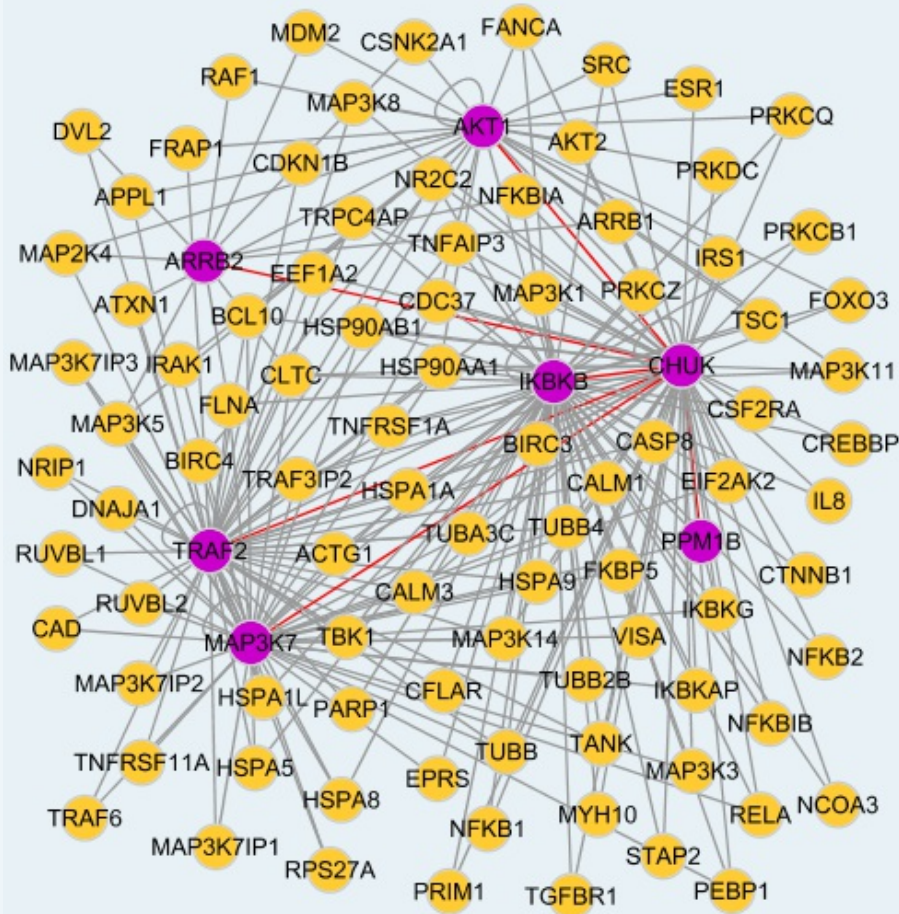 MDM2
CSNK2A1
FANCA
RAF1
MAP3K8
SRC
ESR1
DVL2
FRAP1
CDKN1B
AKT1
AKT2
PRKCQ
APPL1
NR2C2
NFKBIA
PRKDC
TRPC4AP
ARRB1
MAP2K4
ARRB2
EEF1A2
TNFAIP3
IRS1
PRKCB1
ATXN1
BCL10
CDC37
MAP3K1
PRKCZ
FOXO3
HSP90AB1
TSC1
MAP3K7IP3
IRAK1
CLTC
HSP90AA1
IKBKB
CHUK
MAP3K11
MAP3K5
FLNA
TNFRSF1A
CSF2RA
NRIP1
BIRC4
BIRC3
CASP8
CREBBP
TRAF3IP2
HSPA1A
CALM1
EIF2AK2
IL8
DNAJA1
RUVBL1
TRAF2
ACTG1
TUBA3C
TUBB4
PPM1B
CTNNB1
CALM3
HSPA9
FKBP5
RUVBL2
IKBKG
CAD
MAP3K7
TBK1
MAP3K14
VISA
NFKB2
MAP3K7IP2
HSPA1L
PARP1
CFLAR
TUBB2B
IKBKAP
NFKBIB
TNFRSF11A
HSPA5
EPRS
TUBB
TANK
MAP3K3
TRAF6
HSPA8
NFKB1
MYH10
RELA
NCOA3
MAP3K7IP1
RPS27A
PRIM1
TGFBR1
STAP2
PEBP1